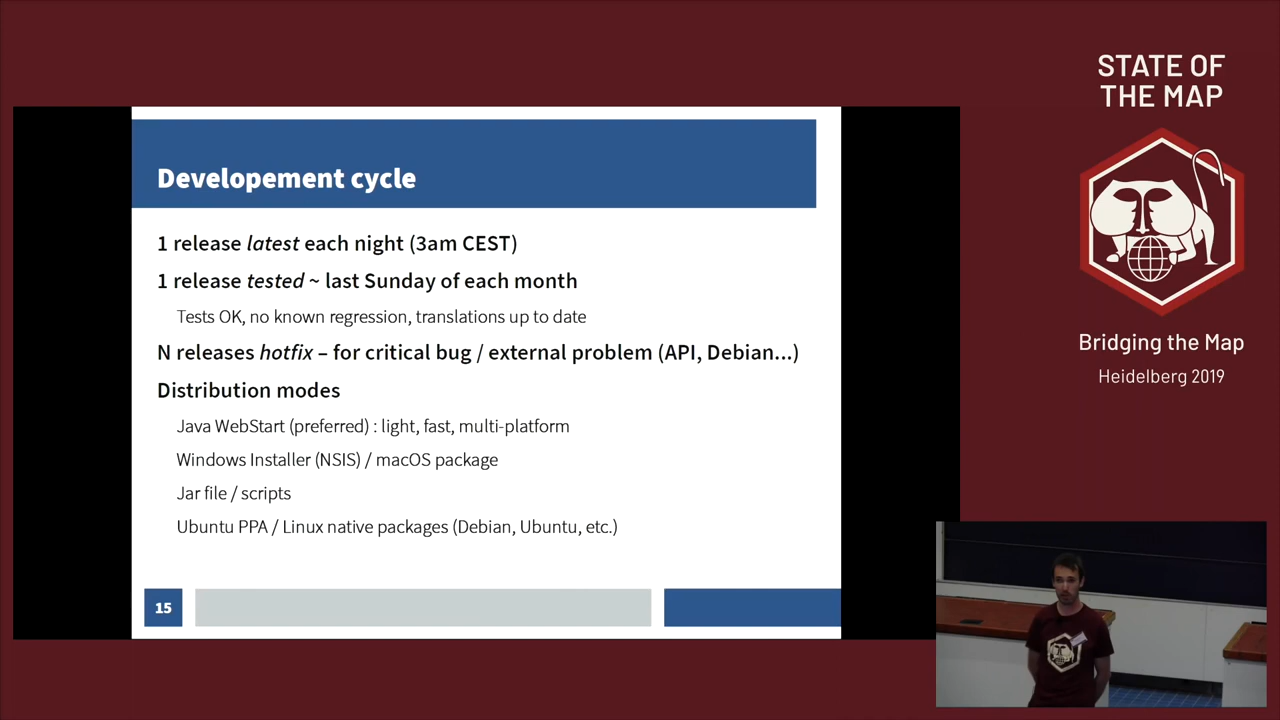 STATE OF
THE MAP
Developement cycle
1 release latest each night (3am CEST)
1 release tested ~ last Sunday of each month
Tests OK, no known regression, translations up to date
N releases hotfix – for critical bug / external problem (API, Debian...)
Distribution modes
Java WebStart (preferred) : light, fast, multi-platform
Windows Installer (NSIS) / macOS package
Jar file / scripts
Ubuntu PPA / Linux native packages (Debian, Ubuntu, etc.)
15
Bridging the Map
Heidelberg 2019